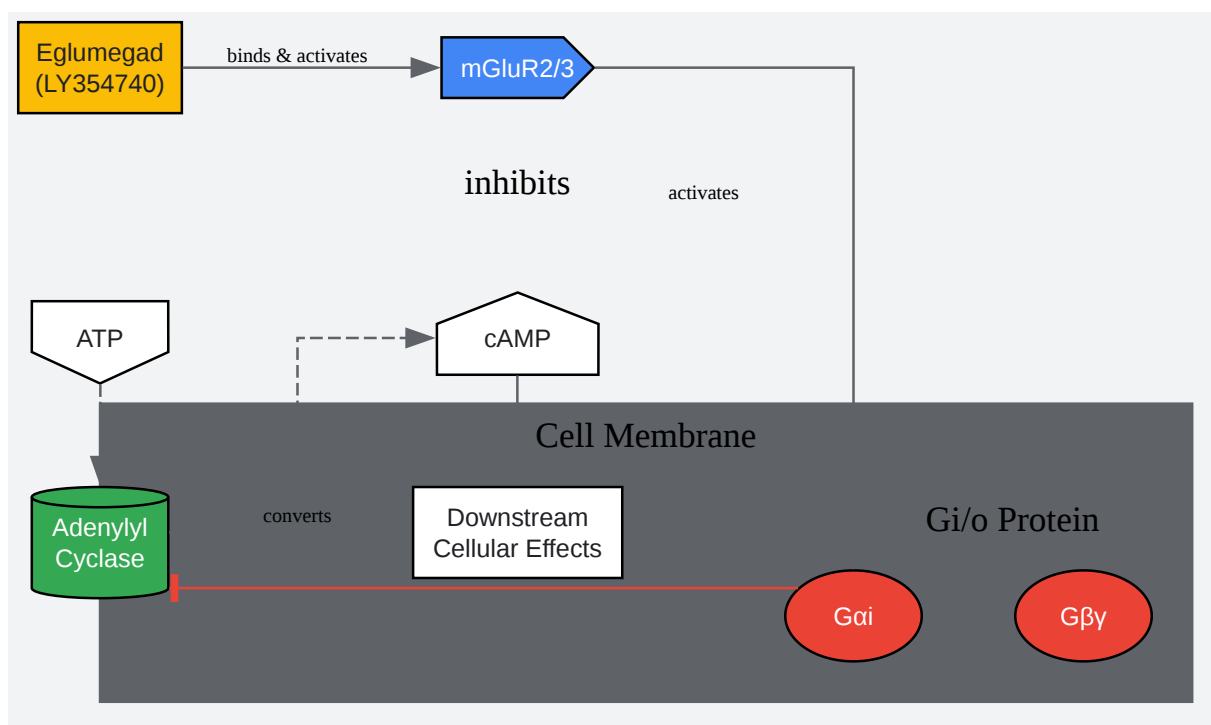 Eglumegad
(LY354740)
binds & activates
mGluR2/3
inhibits
activates
ATP
cAMP
Cell Membrane
Adenylyl
Cyclase
converts
Downstream
Cellular Effects
Gi/o Protein
Gαi
Gβγ